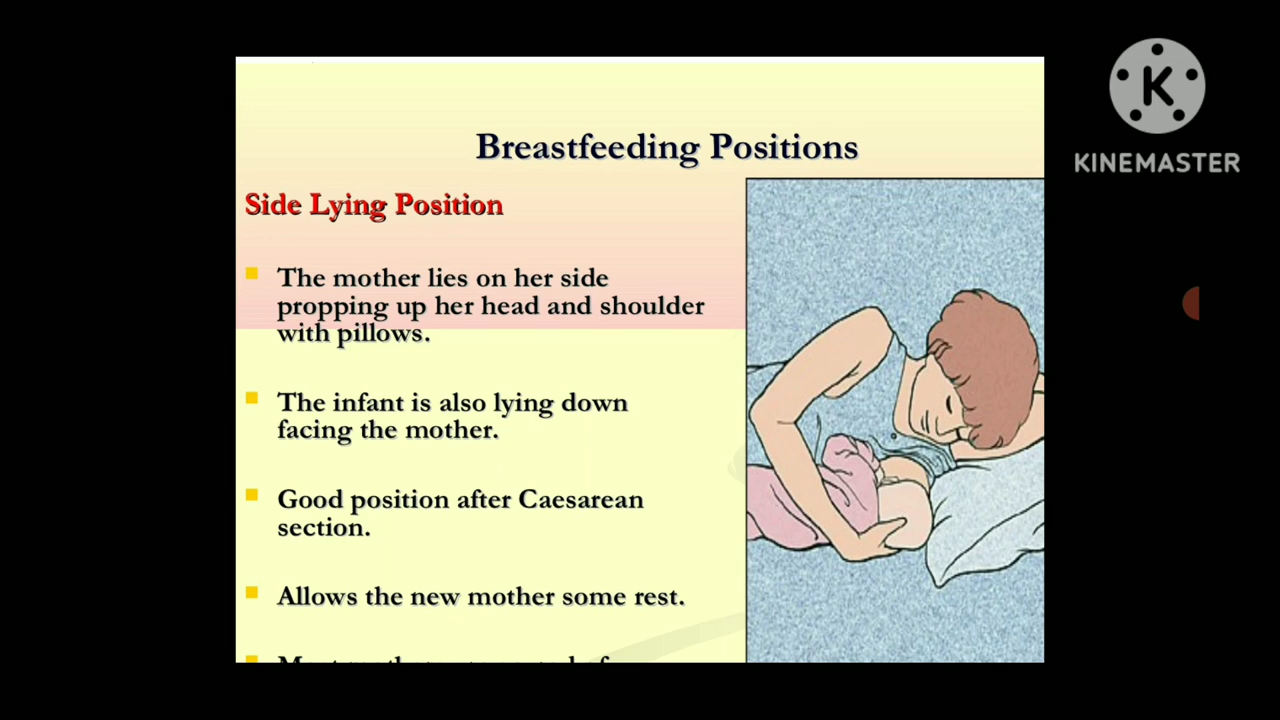 Breastfeeding Positions
Side Lying Position
The mother lies on her side
propping up her head and shoulder
with pillows.
The infant is also lying down
facing the mother.
Good position after Caesarean
section.
Allows the new mother some rest.
K
KINEMASTER